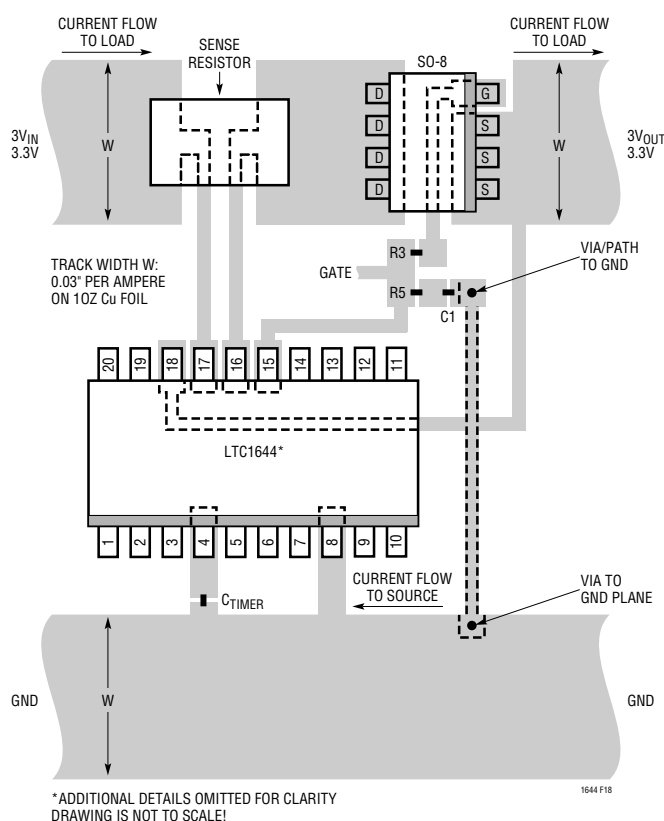 CURRENT FLOW
TO LOAD
SENSE
RESISTOR
SO-8
CURRENT FLOW
TO LOAD
3VIN
3.3V
W
D
D
D
D
G
S
S
S
W
3VOUT
3.3V
TRACK WIDTH W:
0.03" PER AMPERE
ON 1OZ Cu FOIL
GATE
R3
R5
C1
VIA/PATH
TO GND
20 19 18 17 16 15 14 13 12 11
LTC1644*
1 2 3 4 5 6 7 8 9 10
CTIMER
CURRENT FLOW
TO SOURCE
VIA TO
GND PLANE
GND
W
GND
*ADDITIONAL DETAILS OMITTED FOR CLARITY
DRAWING IS NOT TO SCALE!
1644 F18